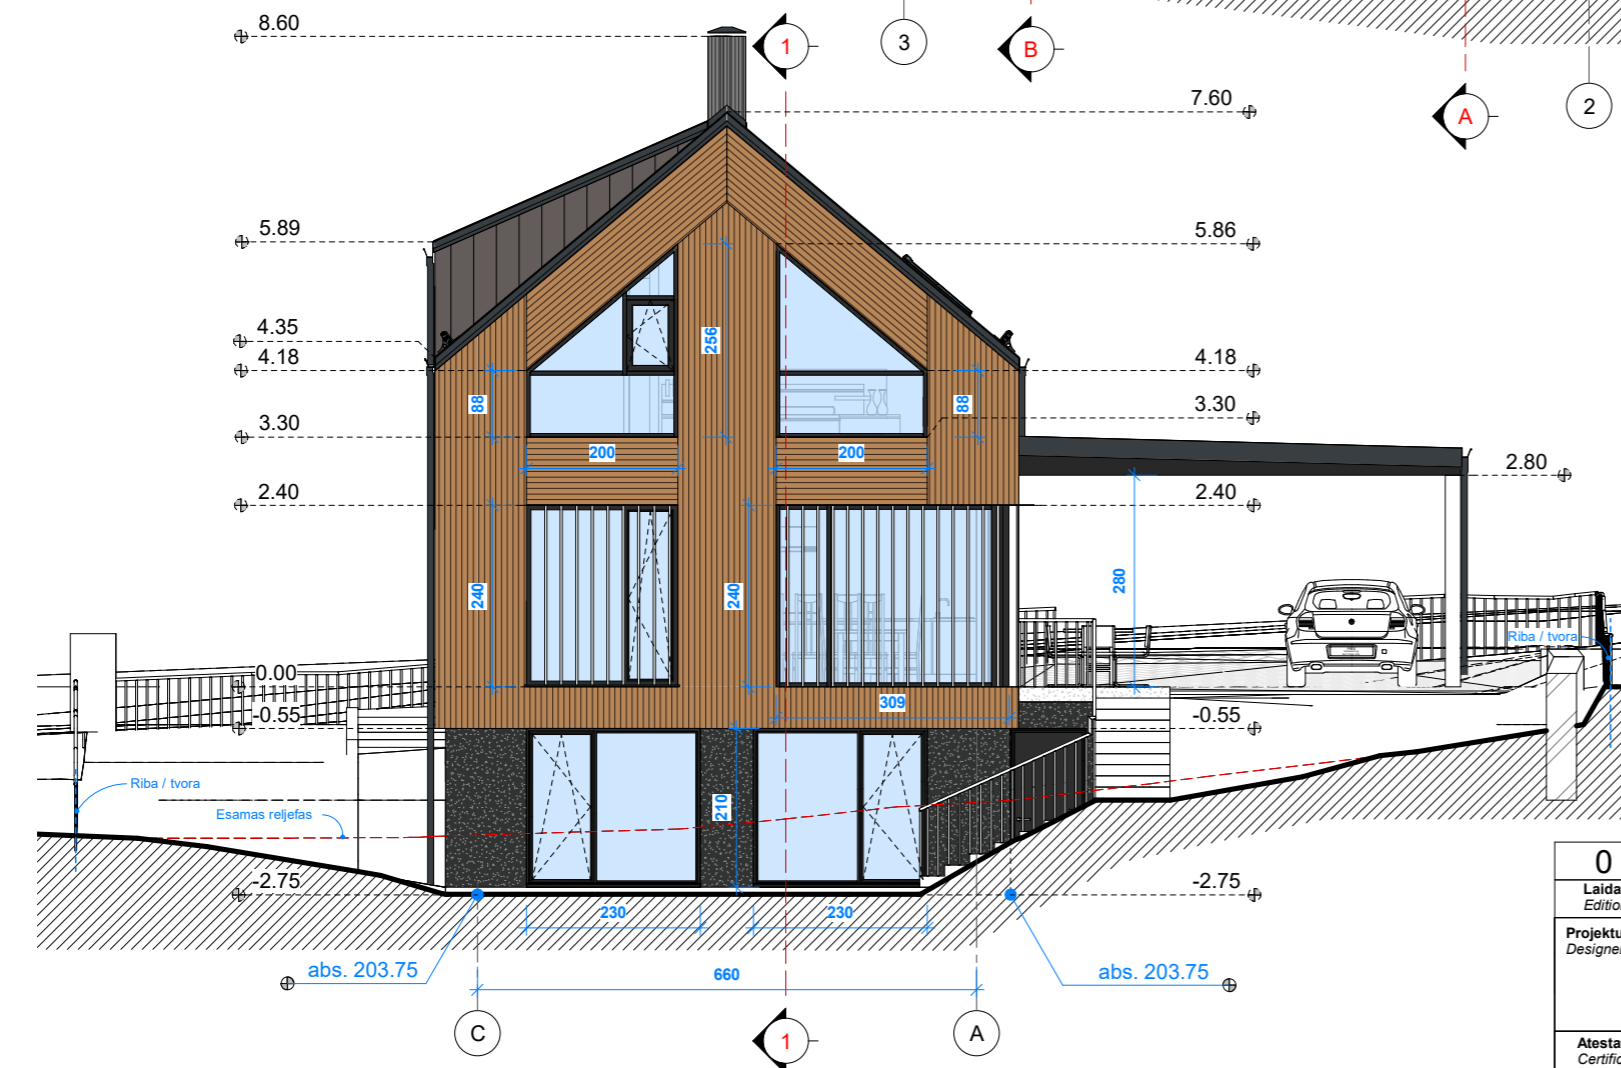 8.60
1
3
B
7.60
A
2
5.89
5.86
4.35
4.18
256
4.18
88
88
3.30
3.30
200
200
2.40
2.80
2.40
240
240
280
Riba / tvora
0.00
309
-0.55
-0.55
Riba / tvora
210
Esamas reljefas
0
-2.75
-2.75
Laida
Editio
230
230
Projektu
Designe
abs. 203.75
660
abs. 203.75
C
1
A
Atesta
Certific